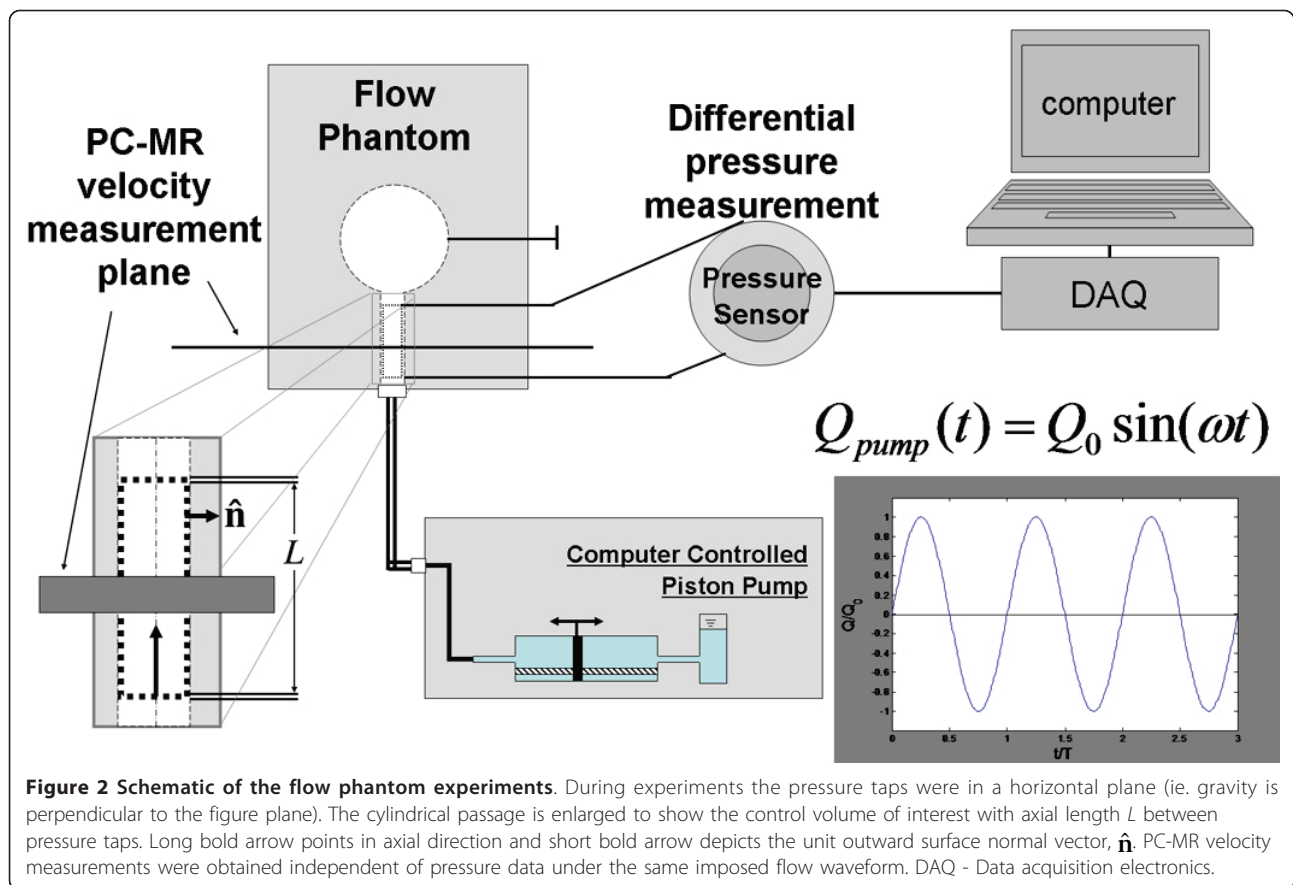 Flow
Phantom
PC-MR
velocity
measurement
plane
Differential
pressure
measurement
computer
Pressure
Sensor
DAQ
n̂
L
Computer Controlled
Piston Pump
Q_pump(t) = Q_0 sin(ωt)
Q/Q_0
1
0.8
0.6
0.4
0.2
0
-0.2
-0.4
-0.6
-0.8
-1
0 0.5 1 1.5 2 2.5 3
t/T
Figure 2 Schematic of the flow phantom experiments. During experiments the pressure taps were in a horizontal plane (ie. gravity is
perpendicular to the figure plane). The cylindrical passage is enlarged to show the control volume of interest with axial length L between
pressure taps. Long bold arrow points in axial direction and short bold arrow depicts the unit outward surface normal vector, n̂. PC-MR velocity
measurements were obtained independent of pressure data under the same imposed flow waveform. DAQ - Data acquisition electronics.